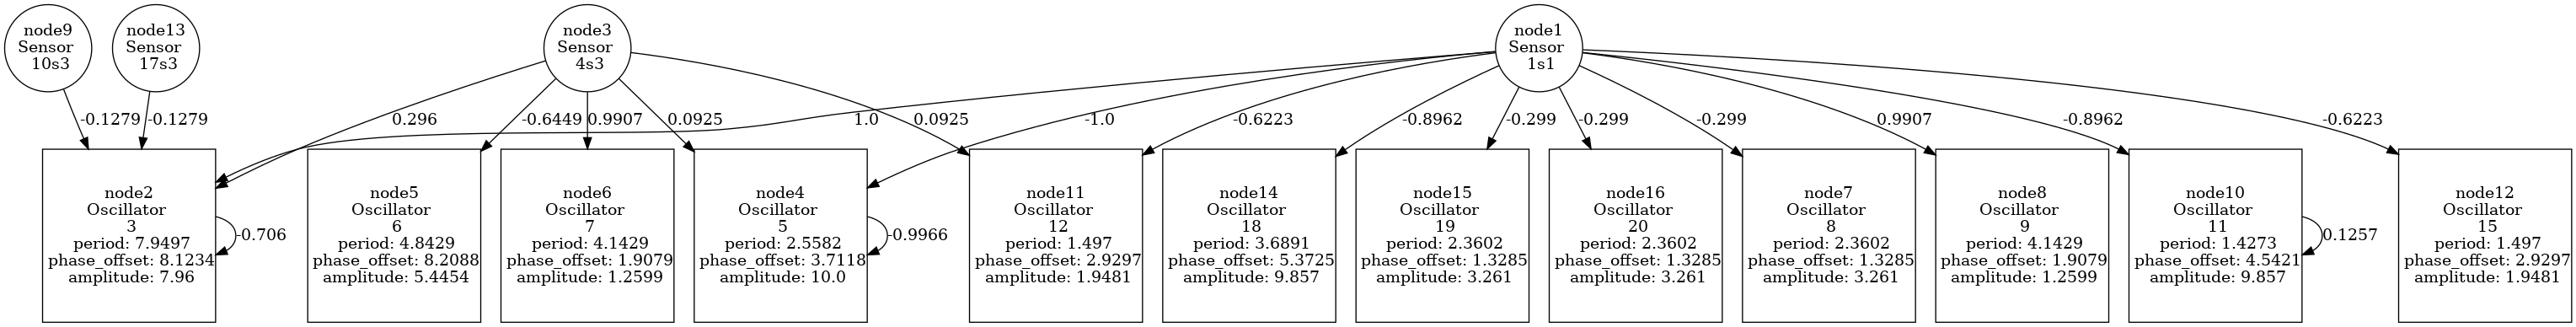 node9
Sensor
10s3
node13
Sensor
17s3
node3
Sensor
4s3
node1
Sensor
1s1
-0.1279
-0.1279
0.296
-0.6449
0.9907
0.0925
0.0925
1.0
-1.0
-0.6223
-0.8962
-0.299
-0.299
-0.299
0.9907
-0.8962
-0.6223
node2
Oscillator
3
period: 7.9497
phase_offset: 8.1234
amplitude: 7.96
-0.706
node5
Oscillator
6
period: 4.8429
phase_offset: 8.2088
amplitude: 5.4454
node6
Oscillator
7
period: 4.1429
phase_offset: 1.9079
amplitude: 1.2599
node4
Oscillator
5
period: 2.5582
phase_offset: 3.7118
amplitude: 10.0
-0.9966
node11
Oscillator
12
period: 1.497
phase_offset: 2.9297
amplitude: 1.9481
node14
Oscillator
18
period: 3.6891
phase_offset: 5.3725
amplitude: 9.857
node15
Oscillator
19
period: 2.3602
phase_offset: 1.3285
amplitude: 3.261
node16
Oscillator
20
period: 2.3602
phase_offset: 1.3285
amplitude: 3.261
node7
Oscillator
8
period: 2.3602
phase_offset: 1.3285
amplitude: 3.261
node8
Oscillator
9
period: 4.1429
phase_offset: 1.9079
amplitude: 1.2599
node10
Oscillator
11
period: 1.4273
phase_offset: 4.5421
amplitude: 9.857
0.1257
node12
Oscillator
15
period: 1.497
phase_offset: 2.9297
amplitude: 1.9481